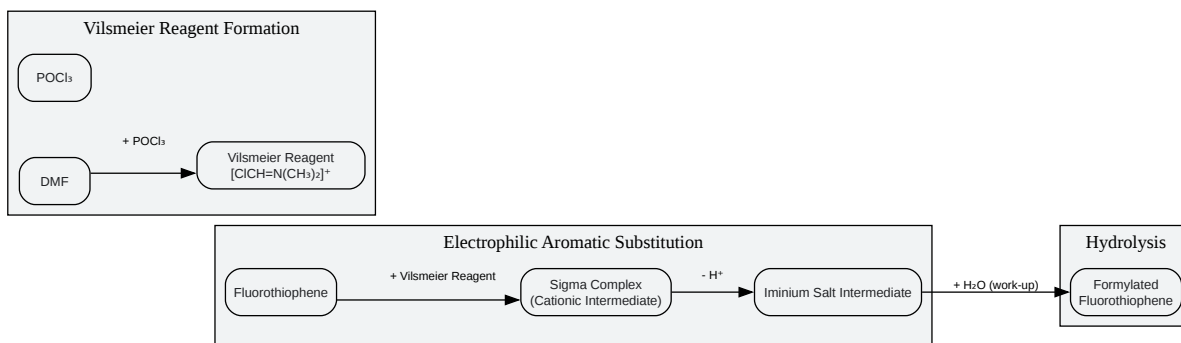 Vilsmeier Reagent Formation
POCl₃
+ POCl₃
DMF
Vilsmeier Reagent
[ClCH=N(CH₃)₂]⁺
Electrophilic Aromatic Substitution
Fluorothiophene
+ Vilsmeier Reagent
Sigma Complex
(Cationic Intermediate)
- H⁺
Iminium Salt Intermediate
+ H₂O (work-up)
Hydrolysis
Formylated
Fluorothiophene